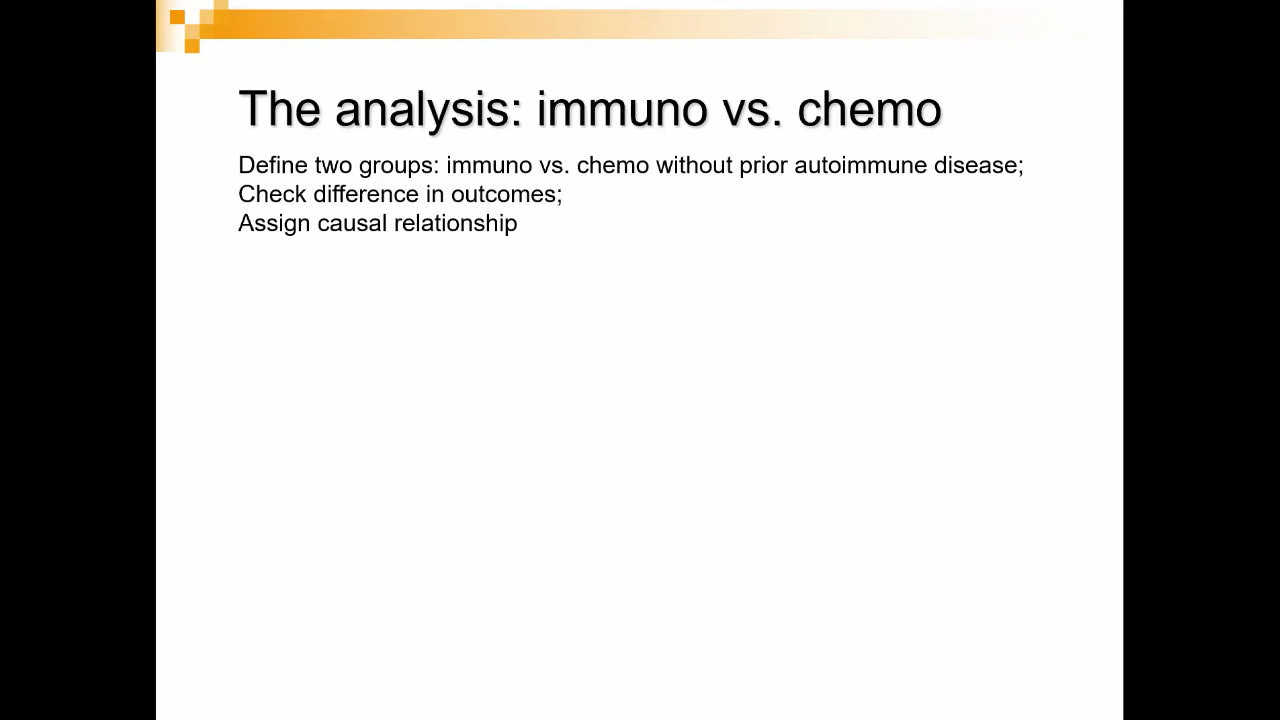 The analysis: immuno vs. chemo
Define two groups: immuno vs. chemo without prior autoimmune disease;
Check difference in outcomes;
Assign causal relationship